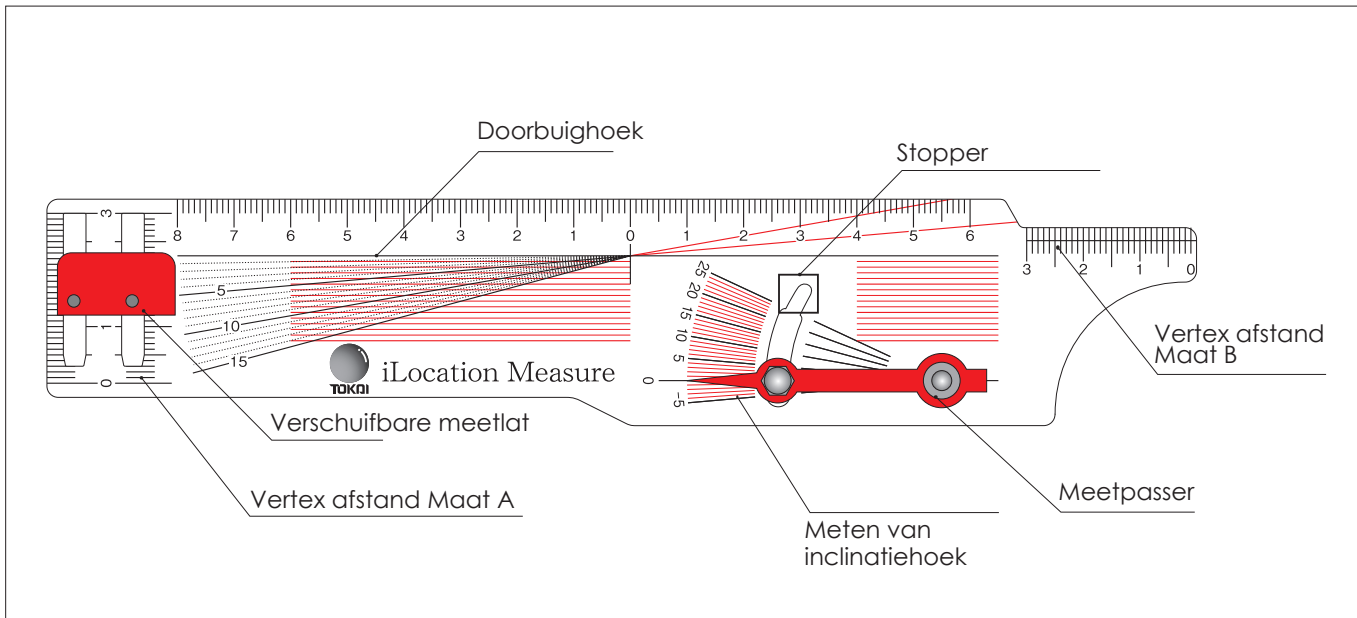 Doorbuighoek
Stopper
3
8 7 6 5 4 3 2 1 0 1 2 3 4 5 6
3 2 1 0
5
10
15
1
0
25
20
15
10
5
0
-5
TOKAI
iLocation Measure
Vertex afstand
Maat B
Verschuifbare meetlat
Vertex afstand Maat A
Meetpasser
Meten van
inclinatiehoek